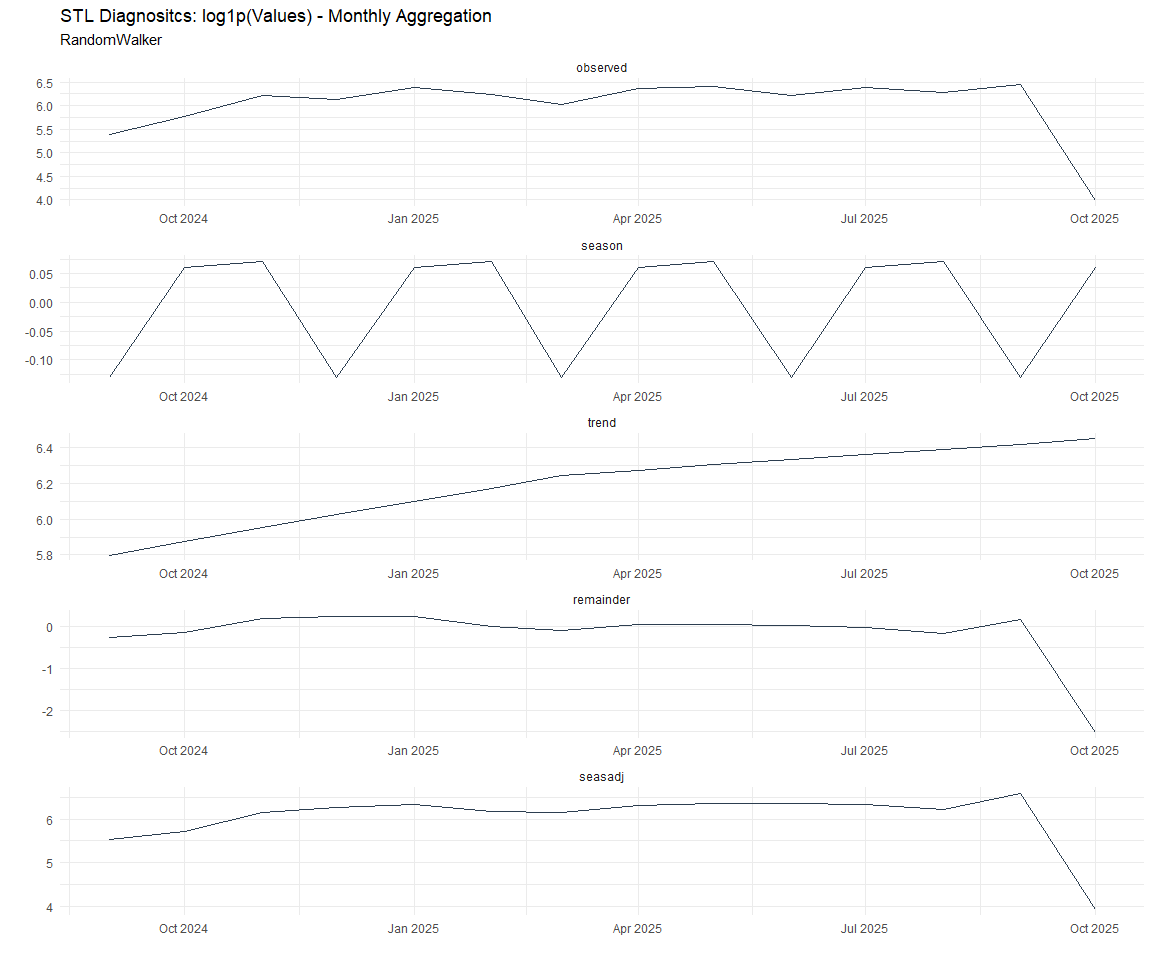 STL Diagnositcs: log1p(Values) - Monthly Aggregation
RandomWalker
observed
6.5
6.0
5.5
5.0
4.5
4.0
Oct 2024 Jan 2025 Apr 2025 Jul 2025 Oct 2025
season
0.05
0.00
-0.05
-0.10
Oct 2024 Jan 2025 Apr 2025 Jul 2025 Oct 2025
trend
6.4
6.2
6.0
5.8
Oct 2024 Jan 2025 Apr 2025 Jul 2025 Oct 2025
remainder
0
-1
-2
Oct 2024 Jan 2025 Apr 2025 Jul 2025 Oct 2025
seasadj
6
5
4
Oct 2024 Jan 2025 Apr 2025 Jul 2025 Oct 2025